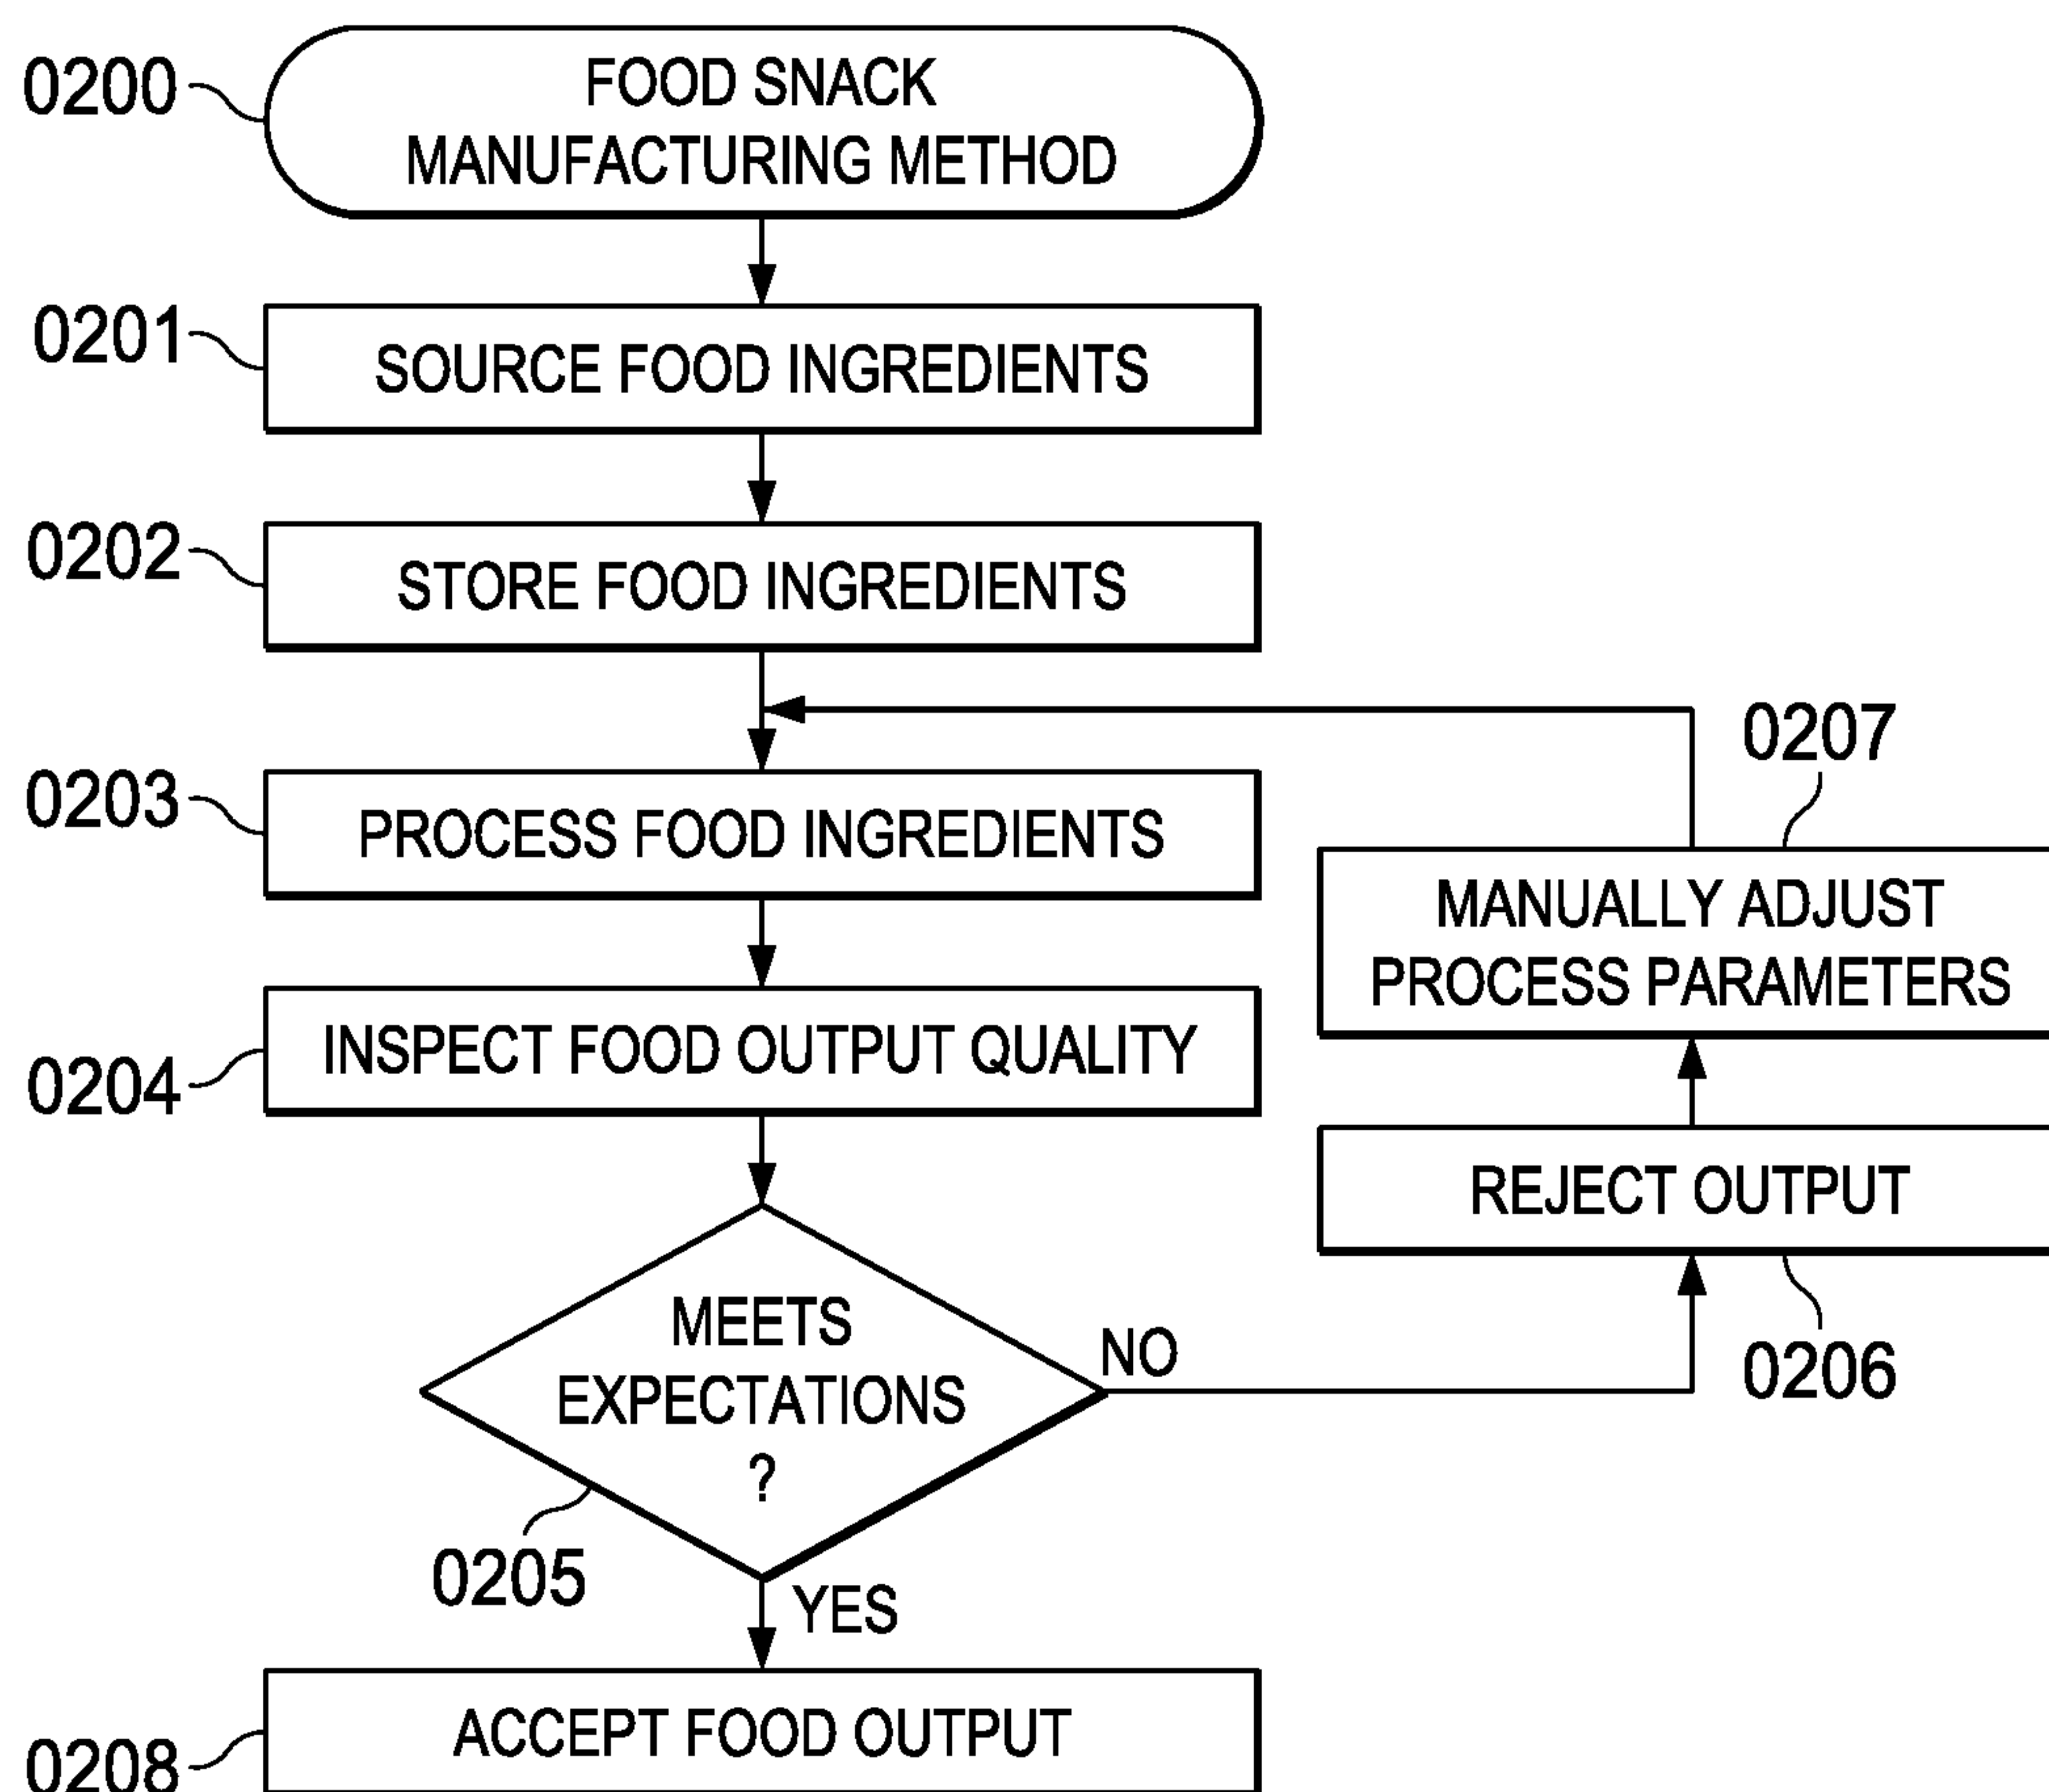 0200
FOOD SNACK
MANUFACTURING METHOD
0201
SOURCE FOOD INGREDIENTS
0202
STORE FOOD INGREDIENTS
0203
PROCESS FOOD INGREDIENTS
0207
MANUALLY ADJUST
PROCESS PARAMETERS
0204
INSPECT FOOD OUTPUT QUALITY
REJECT OUTPUT
0206
MEETS
EXPECTATIONS
?
NO
0205
YES
0208
ACCEPT FOOD OUTPUT